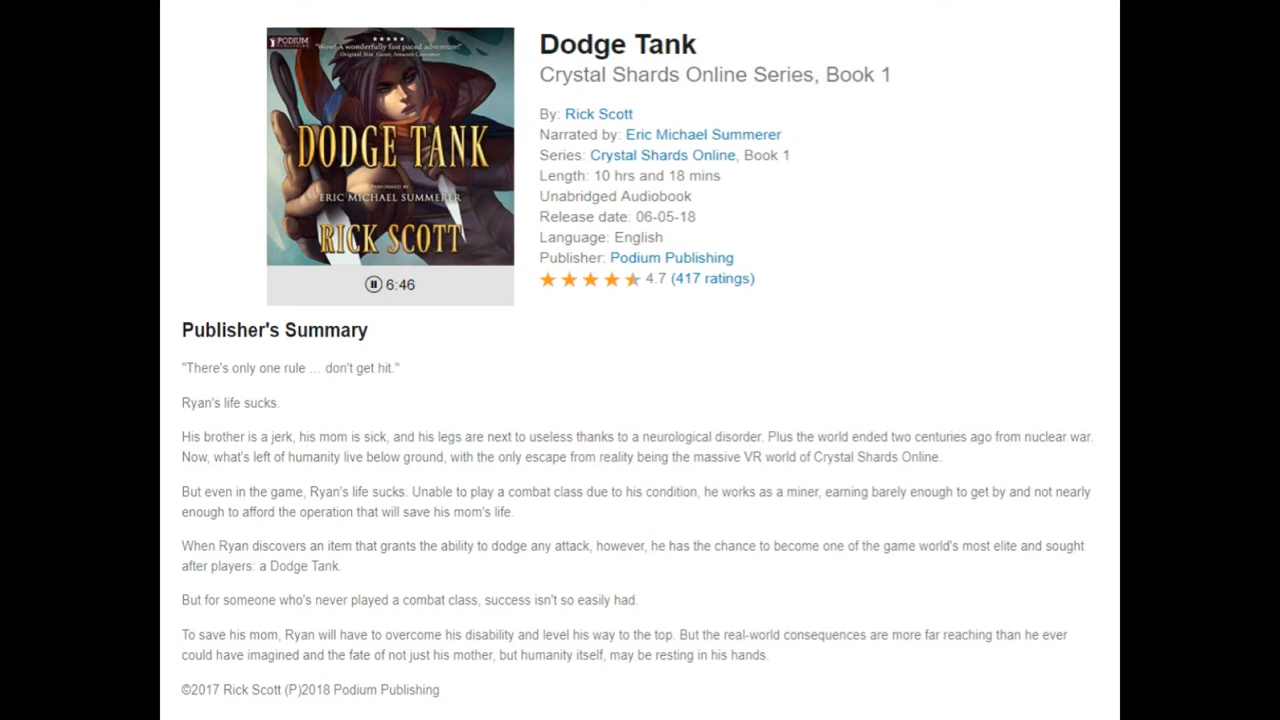 PODIUM
PUBLISHING
"Wow! A wonderfully fast paced adventure!"
Original_Star_Gazer, Amazon Customer
DODGE TANK
PERFORMED BY
ERIC MICHAEL SUMMERER
RICK SCOTT
6:46
Dodge Tank
Crystal Shards Online Series, Book 1
By: Rick Scott
Narrated by: Eric Michael Summerer
Series: Crystal Shards Online, Book 1
Length: 10 hrs and 18 mins
Unabridged Audiobook
Release date: 06-05-18
Language: English
Publisher: Podium Publishing
4.7 (417 ratings)
Publisher's Summary
"There's only one rule … don't get hit."
Ryan's life sucks.
His brother is a jerk, his mom is sick, and his legs are next to useless thanks to a neurological disorder. Plus the world ended two centuries ago from nuclear war.
Now, what's left of humanity live below ground, with the only escape from reality being the massive VR world of Crystal Shards Online.
But even in the game, Ryan's life sucks. Unable to play a combat class due to his condition, he works as a miner, earning barely enough to get by and not nearly
enough to afford the operation that will save his mom's life.
When Ryan discovers an item that grants the ability to dodge any attack, however, he has the chance to become one of the game world's most elite and sought
after players: a Dodge Tank.
But for someone who's never played a combat class, success isn't so easily had.
To save his mom, Ryan will have to overcome his disability and level his way to the top. But the real-world consequences are more far reaching than he ever
could have imagined and the fate of not just his mother, but humanity itself, may be resting in his hands.
©2017 Rick Scott (P)2018 Podium Publishing